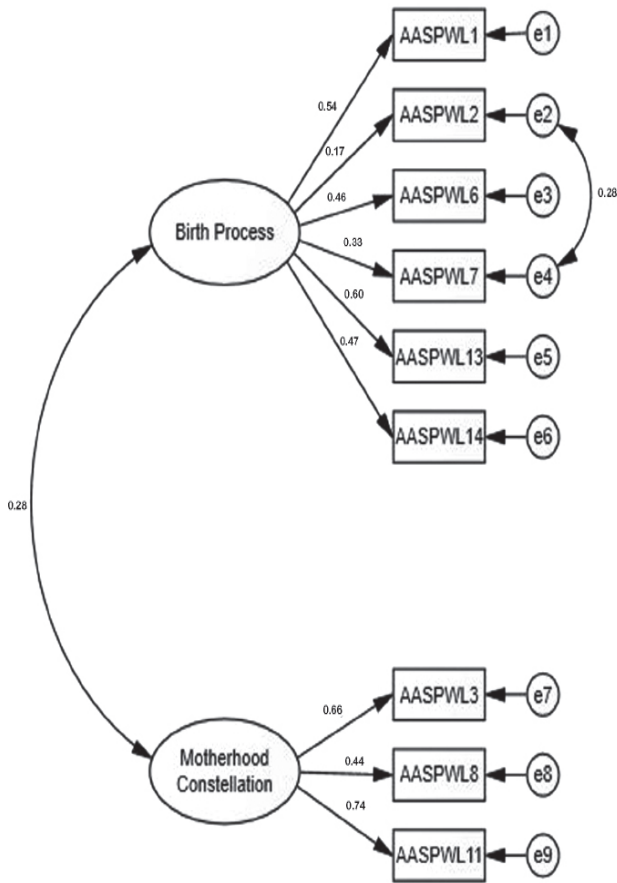 AASPWL1
e1
0.54
AASPWL2
e2
0.17
AASPWL6
e3
0.28
0.46
Birth Process
0.33
AASPWL7
e4
0.60
AASPWL13
e5
0.47
AASPWL14
e6
0.28
AASPWL3
e7
0.66
Motherhood
Constellation
0.44
AASPWL8
e8
0.74
AASPWL11
e9